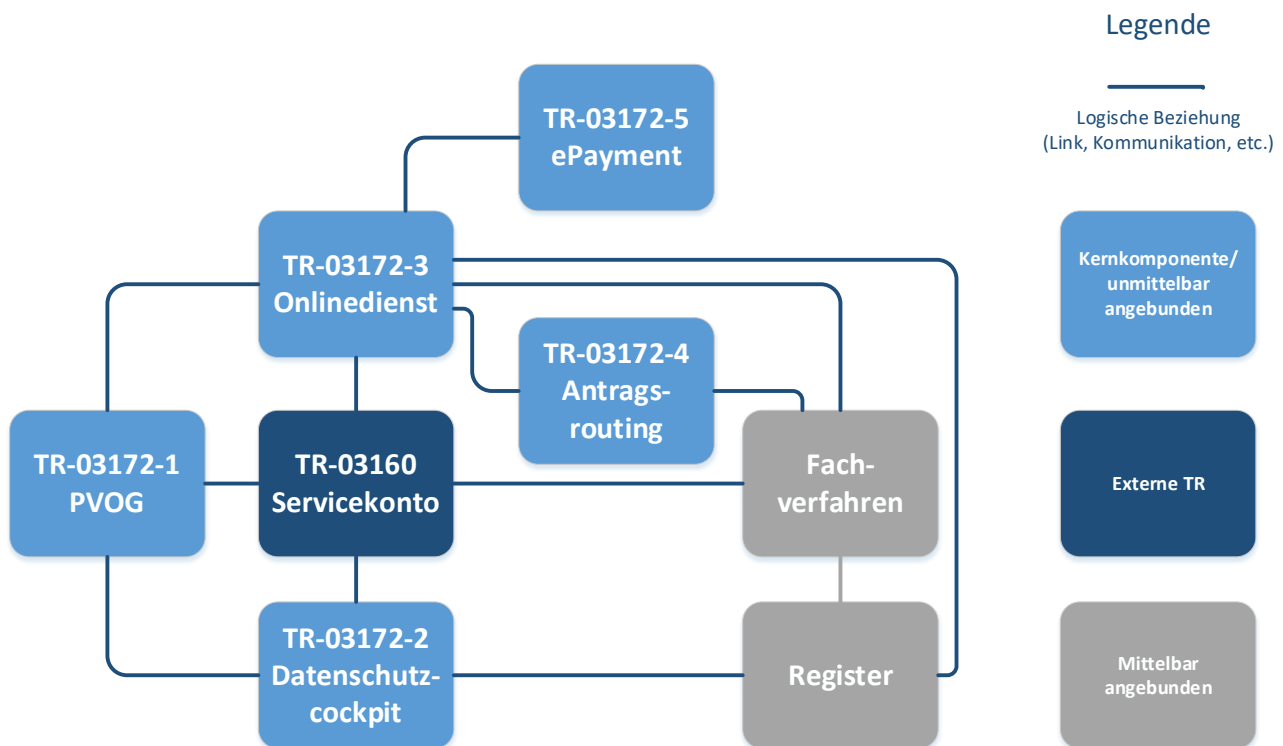 Legende
Logische Beziehung
(Link, Kommunikation, etc.)
TR-03172-5
ePayment
TR-03172-3
Onlinedienst
Kernkomponente/
unmittelbar
angebunden
TR-03172-4
Antrags-
routing
TR-03172-1
PVOG
TR-03160
Servicekonto
Fach-
verfahren
Externe TR
TR-03172-2
Datenschutz-
cockpit
Register
Mittelbar
angebunden